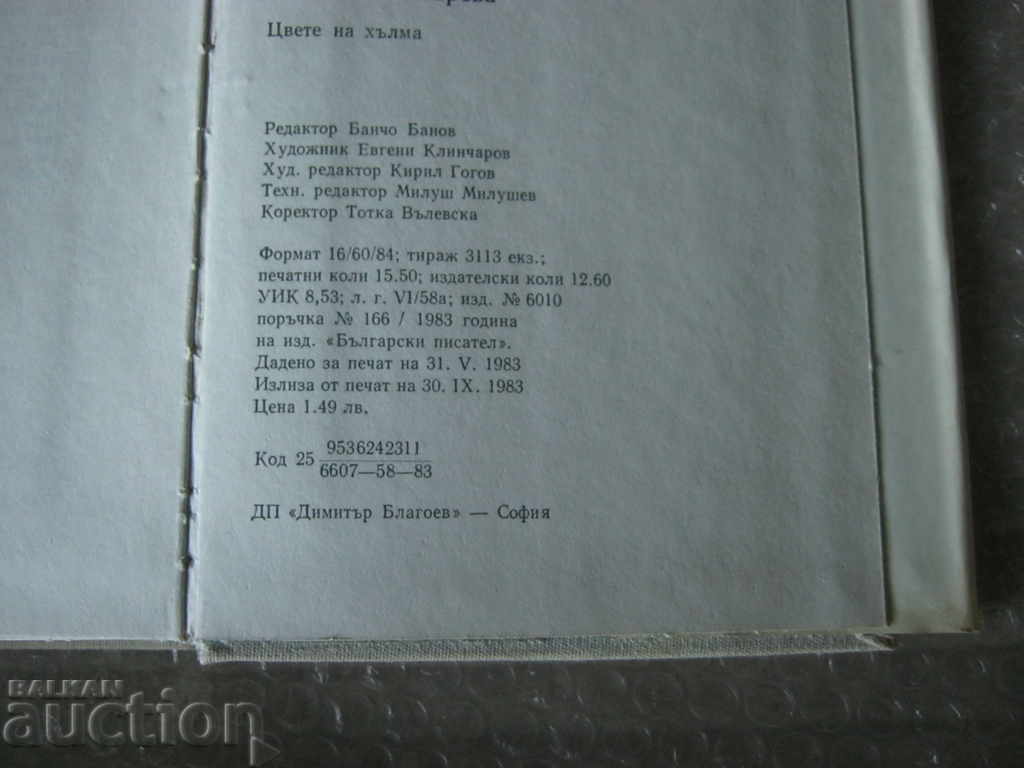 Цвете на хълма
Редактор Банчо Банов
Художник Евгени Клинчаров
Худ. редактор Кирил Гогов
Техн. редактор Милуш Милушев
Коректор Тотка Вълевска
Формат 16/60/84; тираж 3113 екз.;
печатни коли 15.50; издателски коли 12.60
УИК 8,53; л. г. VI/58а; изд. № 6010
поръчка № 166 / 1983 година
на изд. «Български писател».
Дадено за печат на 31. V. 1983
Излиза от печат на 30. IX. 1983
Цена 1.49 лв.
Код 25 9536242311
6607—58—83
ДП «Димитър Благоев» — София
BALKAN
auction